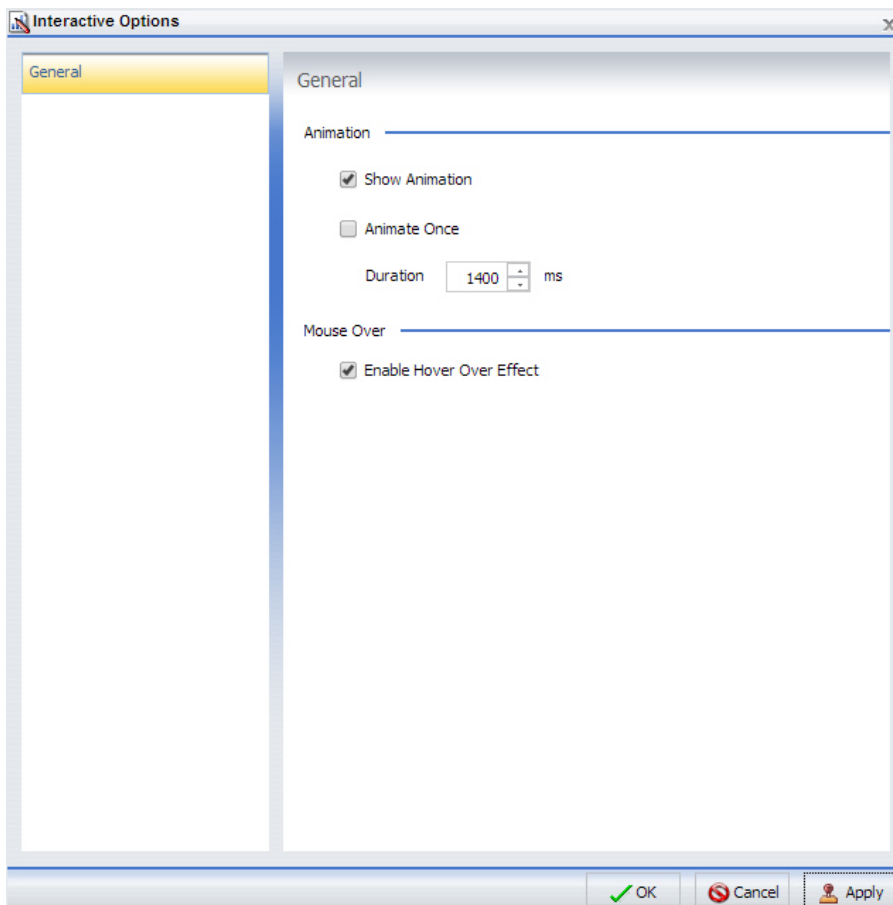 Interactive Options
x
General
General
Animation
Show Animation
Animate Once
Duration 1400 ms
Mouse Over
Enable Hover Over Effect
OK Cancel Apply